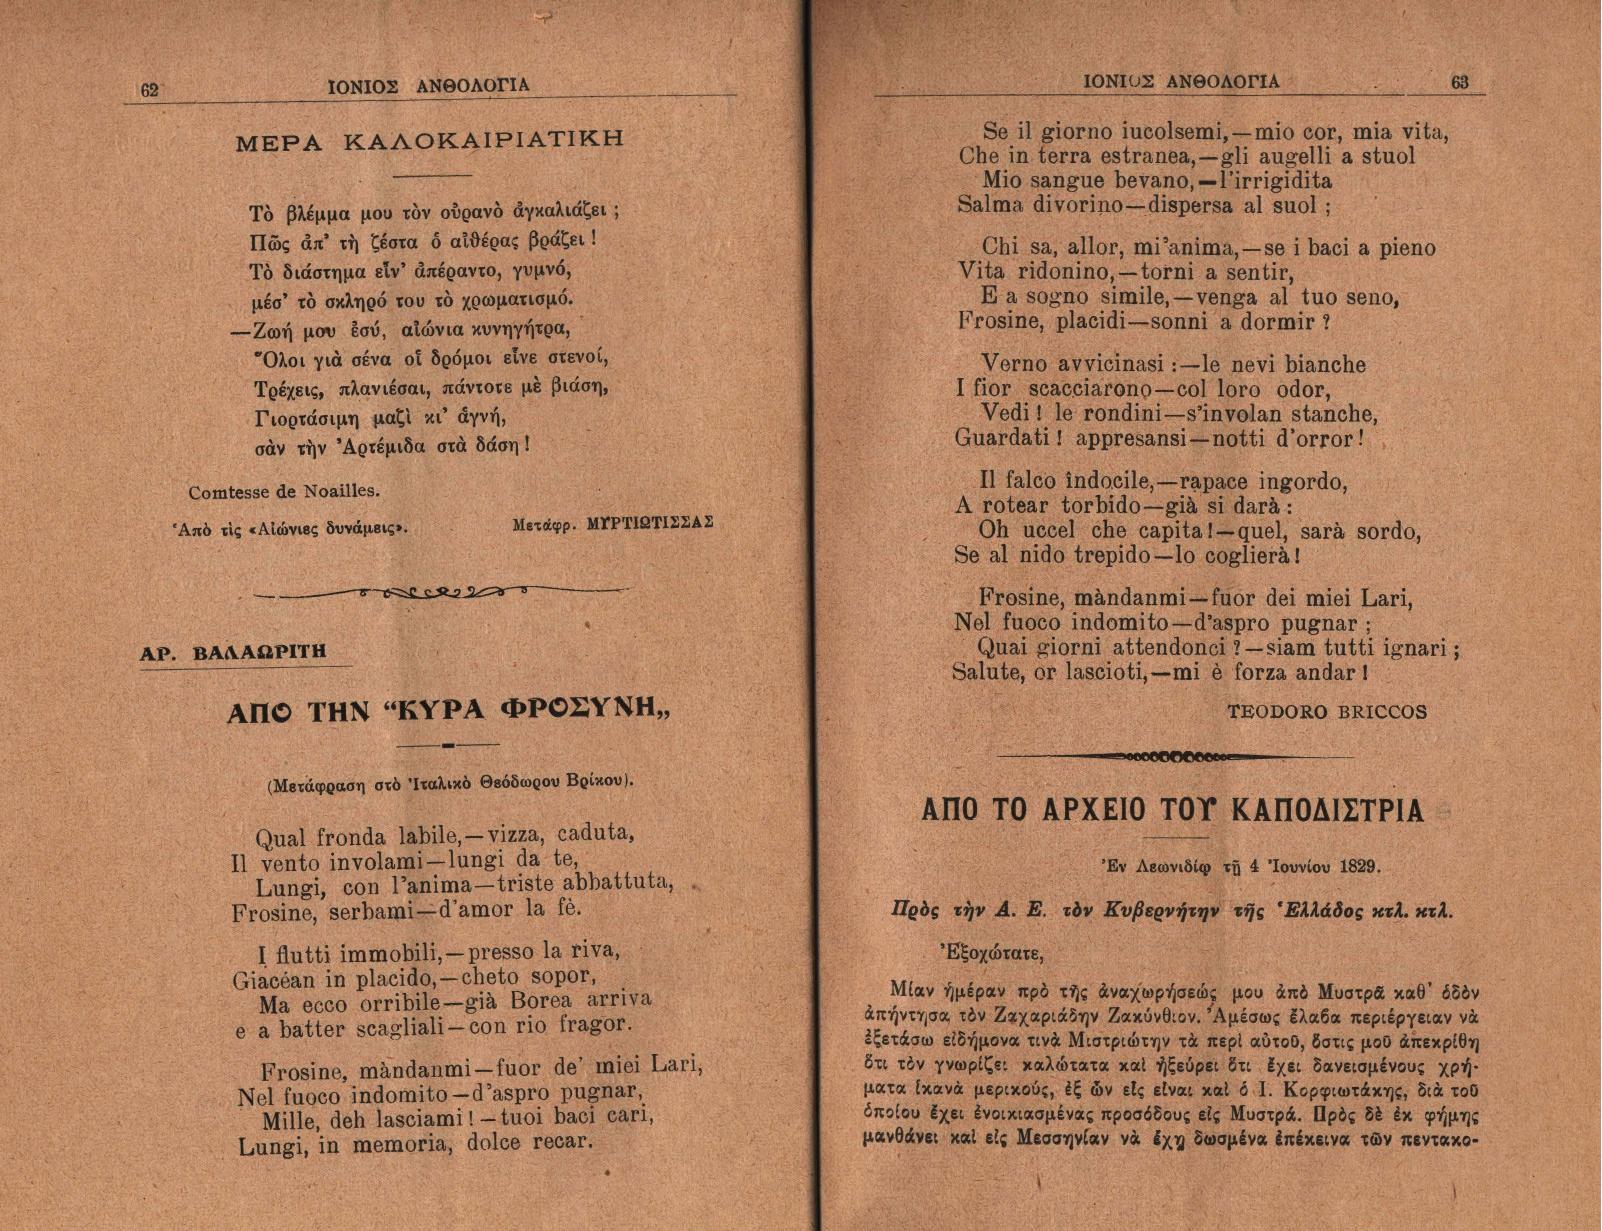 62
ΙΟΝΙΟΣ ΑΝΘΟΛΟΓΙΑ
ΜΕΡΑ ΚΑΛΟΚΑΙΡΙΑΤΙΚΗ
Τὸ βλέμμα μου τὸν οὐρανὸ ἀγκαλιάζει ;
Πῶς ἀπ' τὴ ζέστα ὁ αἰθέρας βράζει !
Τὸ διάστημα εἶν' ἀπέραντο, γυμνό,
μέσ' τὸ σκληρό του τὸ χρωματισμό.
—Ζωή μου ἐσύ, αἰώνια κυνηγήτρα,
Ὅλοι γιὰ σένα οἱ δρόμοι εἶνε στενοί,
Τρέχεις, πλανιέσαι, πάντοτε μὲ βιάση,
Γιορτάσιμη μαζὶ κι' ἁγνή,
σὰν τὴν Ἀρτέμιδα στὰ δάση !
Comtesse de Noailles.
Ἀπὸ τὶς «Αἰώνιες δυνάμεις».
Μετάφρ. ΜΥΡΤΙΩΤΙΣΣΑΣ
ΑΡ. ΒΑΛΑΩΡΙΤΗ
ΑΠΟ ΤΗΝ “ΚΥΡΑ ΦΡΟΣΥΝΗ„
(Μετάφραση στὸ Ἰταλικὸ Θεόδωρου Βρίκου).
Qual fronda labile,—vizza, caduta,
Il vento involami—lungi da te,
Lungi, con l'anima—triste abbattuta,
Frosine, serbami—d'amor la fè.
I flutti immobili,—presso la riva,
Giacéan in placido,—cheto sopor,
Ma ecco orribile—già Borea arriva
e a batter scagliali—con rio fragor.
Frosine, màndanmi—fuor de' miei Lari,
Nel fuoco indomito—d'aspro pugnar,
Mille, deh lasciami !—tuoi baci cari,
Lungi, in memoria, dolce recar.
ΙΟΝΙΟΣ ΑΝΘΟΛΟΓΙΑ
63
Se il giorno iucolsemi,—mio cor, mia vita,
Che in terra estranea,—gli augelli a stuol
Mio sangue bevano,—l'irrigidita
Salma divorino—dispersa al suol ;
Chi sa, allor, mi'anima,—se i baci a pieno
Vita ridonino,—torni a sentir,
E a sogno simile,—venga al tuo seno,
Frosine, placidi—sonni a dormir ?
Verno avvicinasi :—le nevi bianche
I fior scacciarono—col loro odor,
Vedi ! le rondini—s'involan stanche,
Guardati ! appresansi—notti d'orror !
Il falco indocile,—rapace ingordo,
A rotear torbido—già si darà :
Oh uccel che capita !—quel, sarà sordo,
Se al nido trepido—lo coglierà !
Frosine, màndanmi—fuor dei miei Lari,
Nel fuoco indomito—d'aspro pugnar ;
Quai giorni attendonci ?—siam tutti ignari ;
Salute, or lascioti,—mi è forza andar !
TEODORO BRICCOS
ΑΠΟ ΤΟ ΑΡΧΕΙΟ ΤΟΥ ΚΑΠΟΔΙΣΤΡΙΑ
Ἐν Λεωνιδίῳ τῇ 4 Ἰουνίου 1829.
Πρὸς τὴν Α. Ε. τὸν Κυβερνήτην τῆς Ἑλλάδος κτλ. κτλ.
Ἐξοχώτατε,
Μίαν ἡμέραν πρὸ τῆς ἀναχωρήσεώς μου ἀπὸ Μυστρᾶ καθ' ὁδὸν
ἀπήντησα τὸν Ζαχαριάδην Ζακύνθιον. Ἀμέσως ἔλαβα περιέργειαν νὰ
ἐξετάσω εἰδήμονα τινὰ Μιστριώτην τὰ περὶ αὐτοῦ, ὅστις μοῦ ἀπεκρίθη
ὅτι τὸν γνωρίζει καλώτατα καὶ ἠξεύρει ὅτι ἔχει δανεισμένους χρή-
ματα ἱκανὰ μερικούς, ἐξ ὧν εἷς εἶναι καὶ ὁ Ι. Κορφιωτάκης, διὰ τοῦ
ὁποίου ἔχει ἐνοικιασμένας προσόδους εἰς Μυστρά. Πρὸς δὲ ἐκ φήμης
μανθάνει καὶ εἰς Μεσσηνίαν νὰ ἔχῃ δωσμένα ἐπέκεινα τῶν πεντακο-